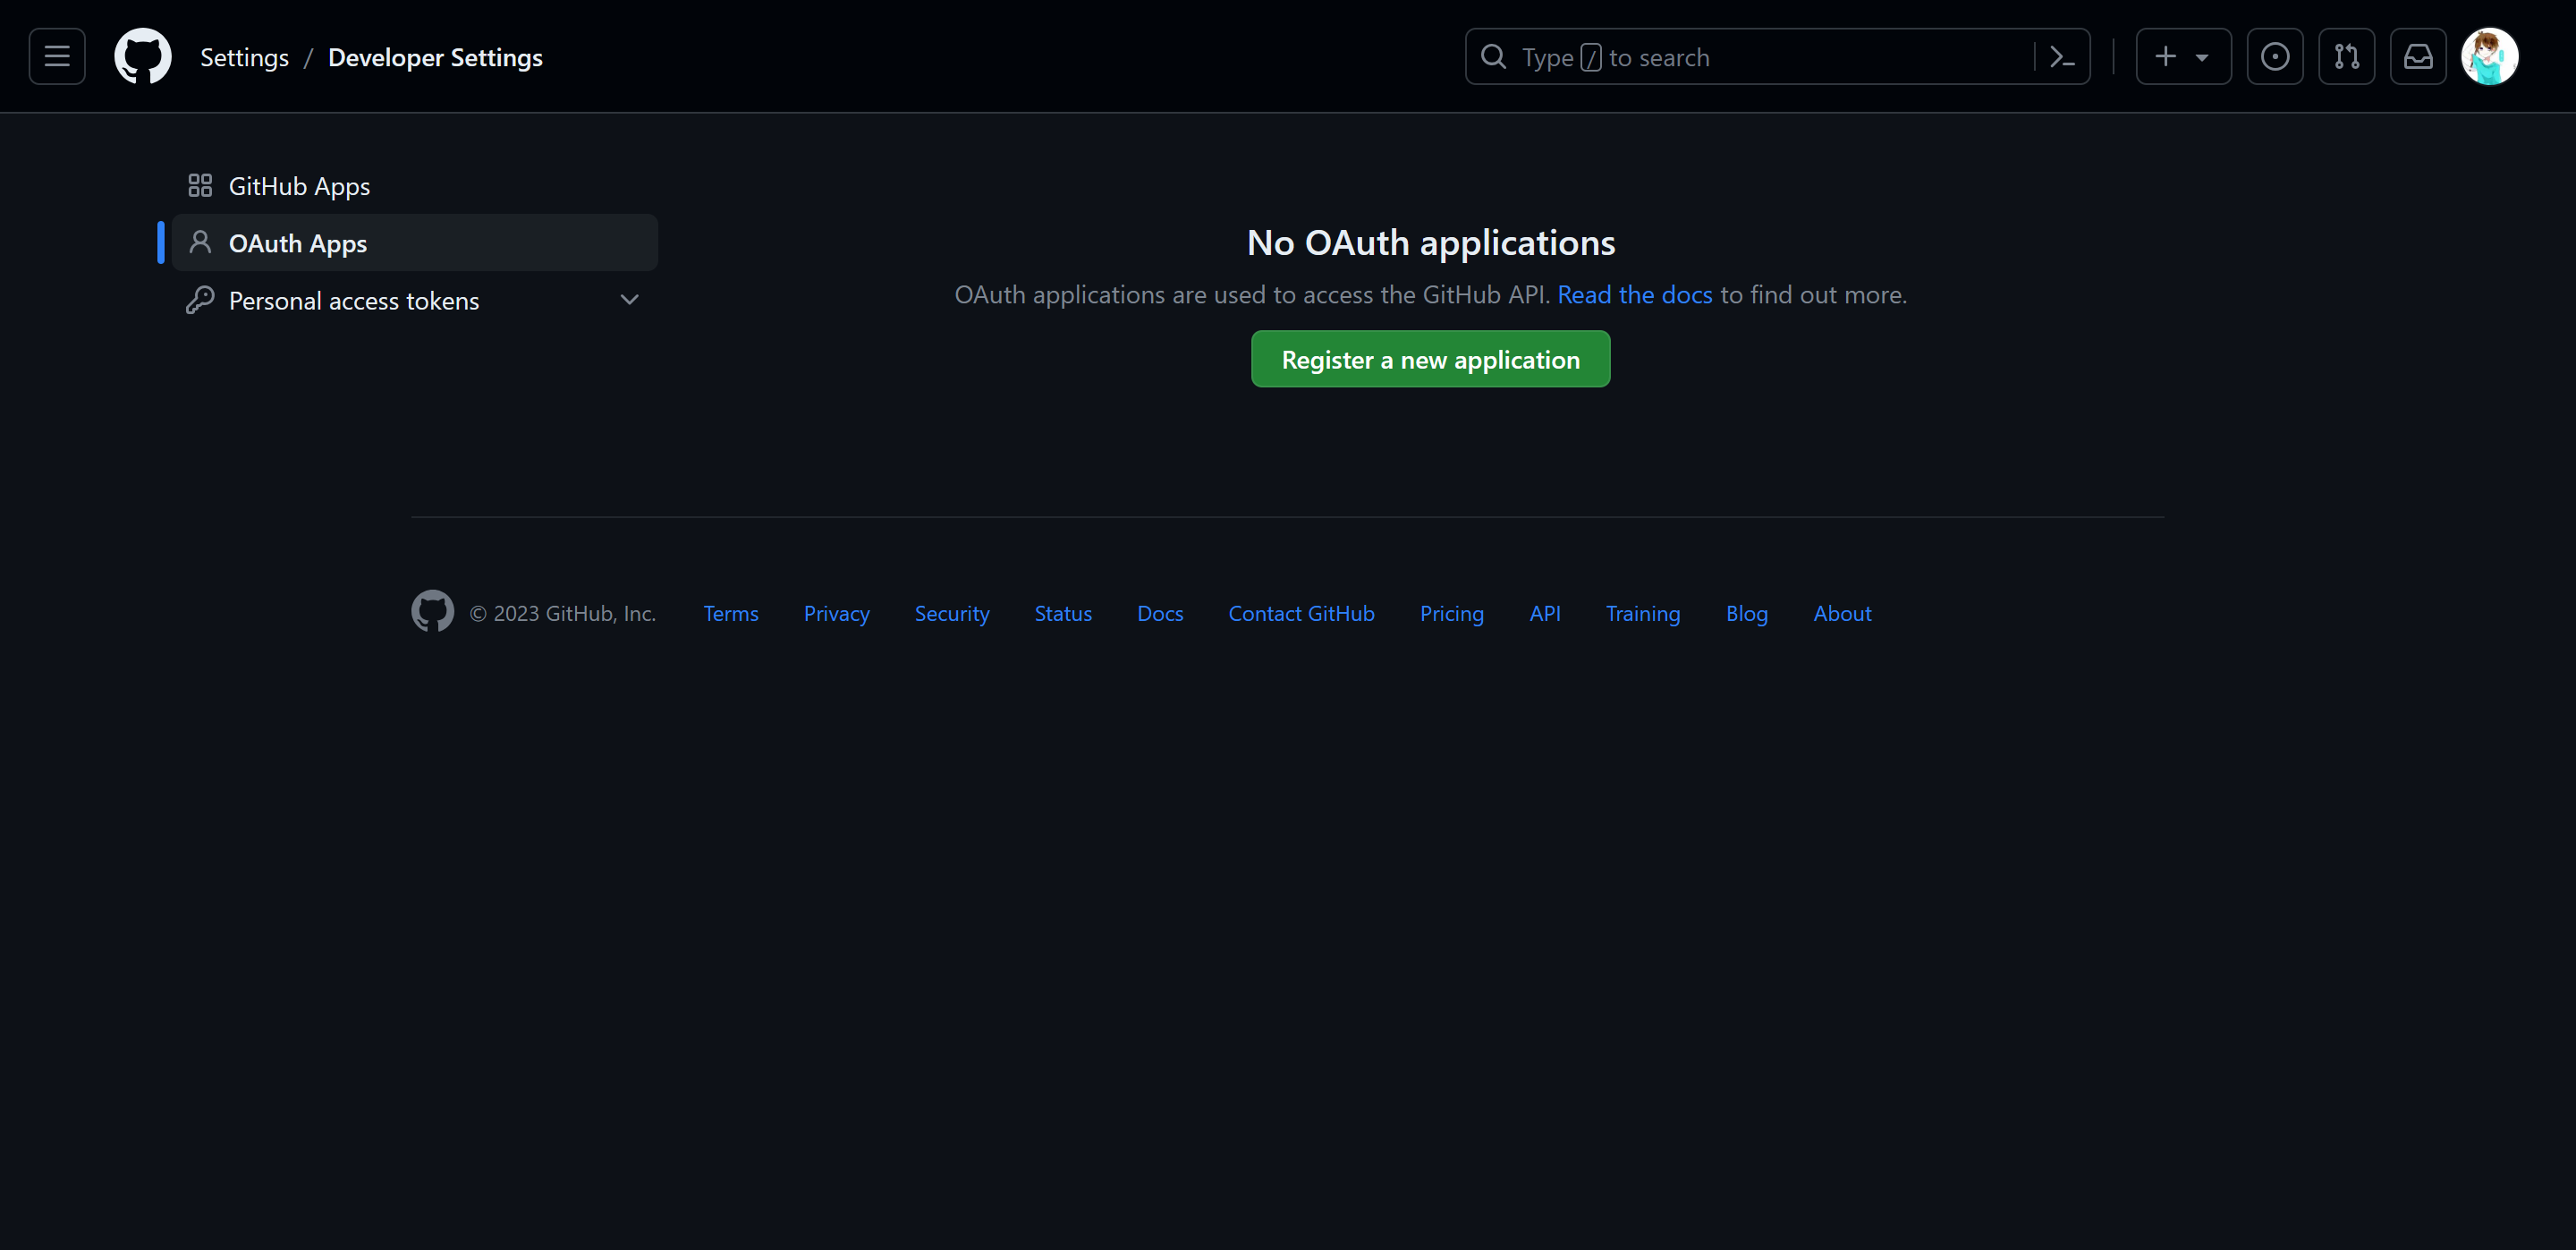 Settings / Developer Settings
Type / to search
GitHub Apps
OAuth Apps
Personal access tokens
No OAuth applications
OAuth applications are used to access the GitHub API. Read the docs to find out more.
Register a new application
© 2023 GitHub, Inc. Terms Privacy Security Status Docs Contact GitHub Pricing API Training Blog About